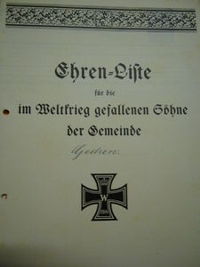 Ehren-Liste
für die
im Weltkrieg gefallenen Söhne
der Gemeinde
W